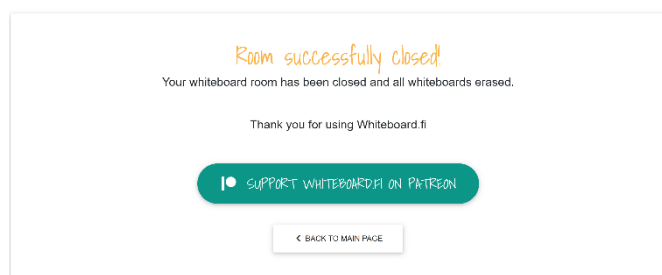 Room successfully closed!
Your whiteboard room has been closed and all whiteboards erased.
Thank you for using Whiteboard.fi
SUPPORT WHITEBOARD.FI ON PATREON
BACK TO MAIN PAGE